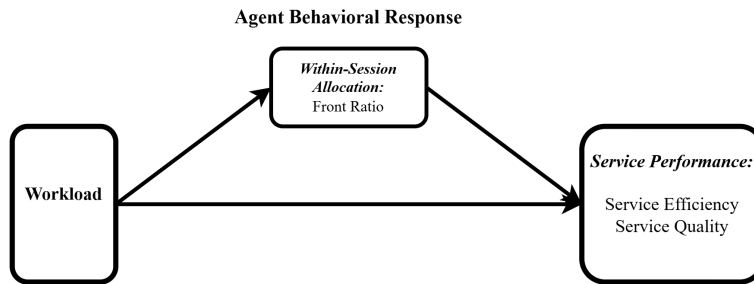 Agent Behavioral Response
Within-Session
Allocation:
Front Ratio
Workload
Service Performance:
Service Efficiency
Service Quality